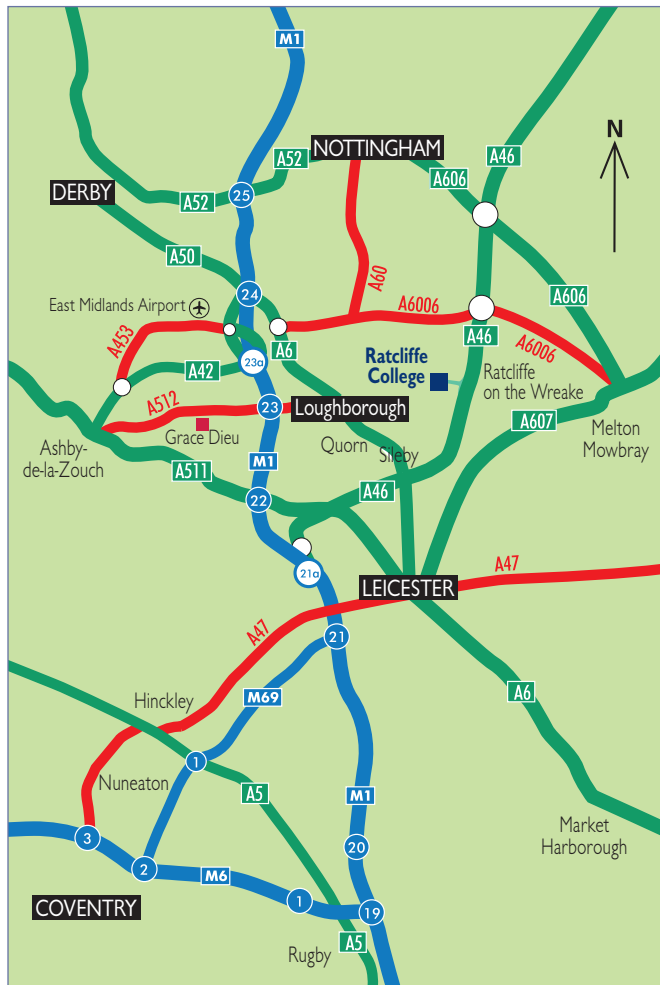 M1
N
NOTTINGHAM
A52
A46
A606
DERBY
A52
25
A50
24
A60
A606
East Midlands Airport
A6006
A453
A6
A46
A6006
A42
23a
Ratcliffe
College
Ratcliffe
on the Wreake
A512
23
Loughborough
A607
Grace Dieu
Quorn
Melton
Mowbray
Ashby-
de-la-Zouch
Sileby
M1
A511
22
A46
21a
A47
LEICESTER
A47
21
A6
M69
Hinckley
1
Nuneaton
A5
M1
3
20
Market
Harborough
2
M6
COVENTRY
1
19
A5
Rugby